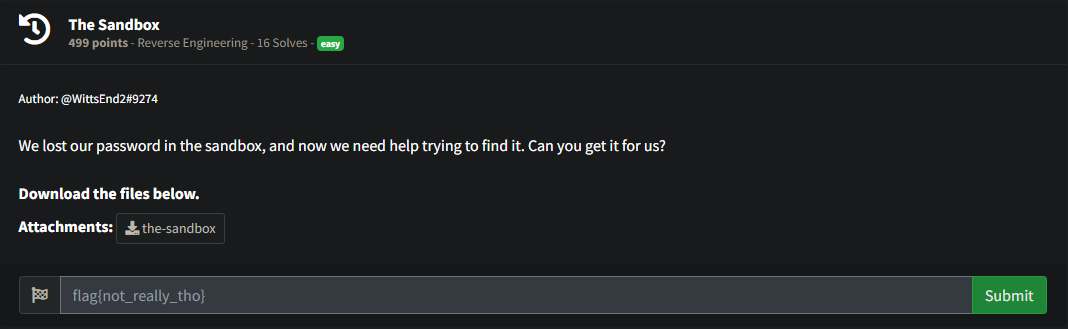 The Sandbox
499 points - Reverse Engineering - 16 Solves - easy
Author: @WittsEnd2#9274
We lost our password in the sandbox, and now we need help trying to find it. Can you get it for us?
Download the files below.
Attachments: the-sandbox
flag{not_really_tho} Submit